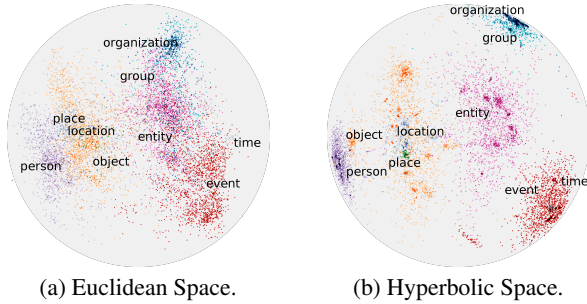 organization
group
place
location
entity
time
person
object
event
(a) Euclidean Space.
organization
group
entity
object
location
place
person
time
event
(b) Hyperbolic Space.